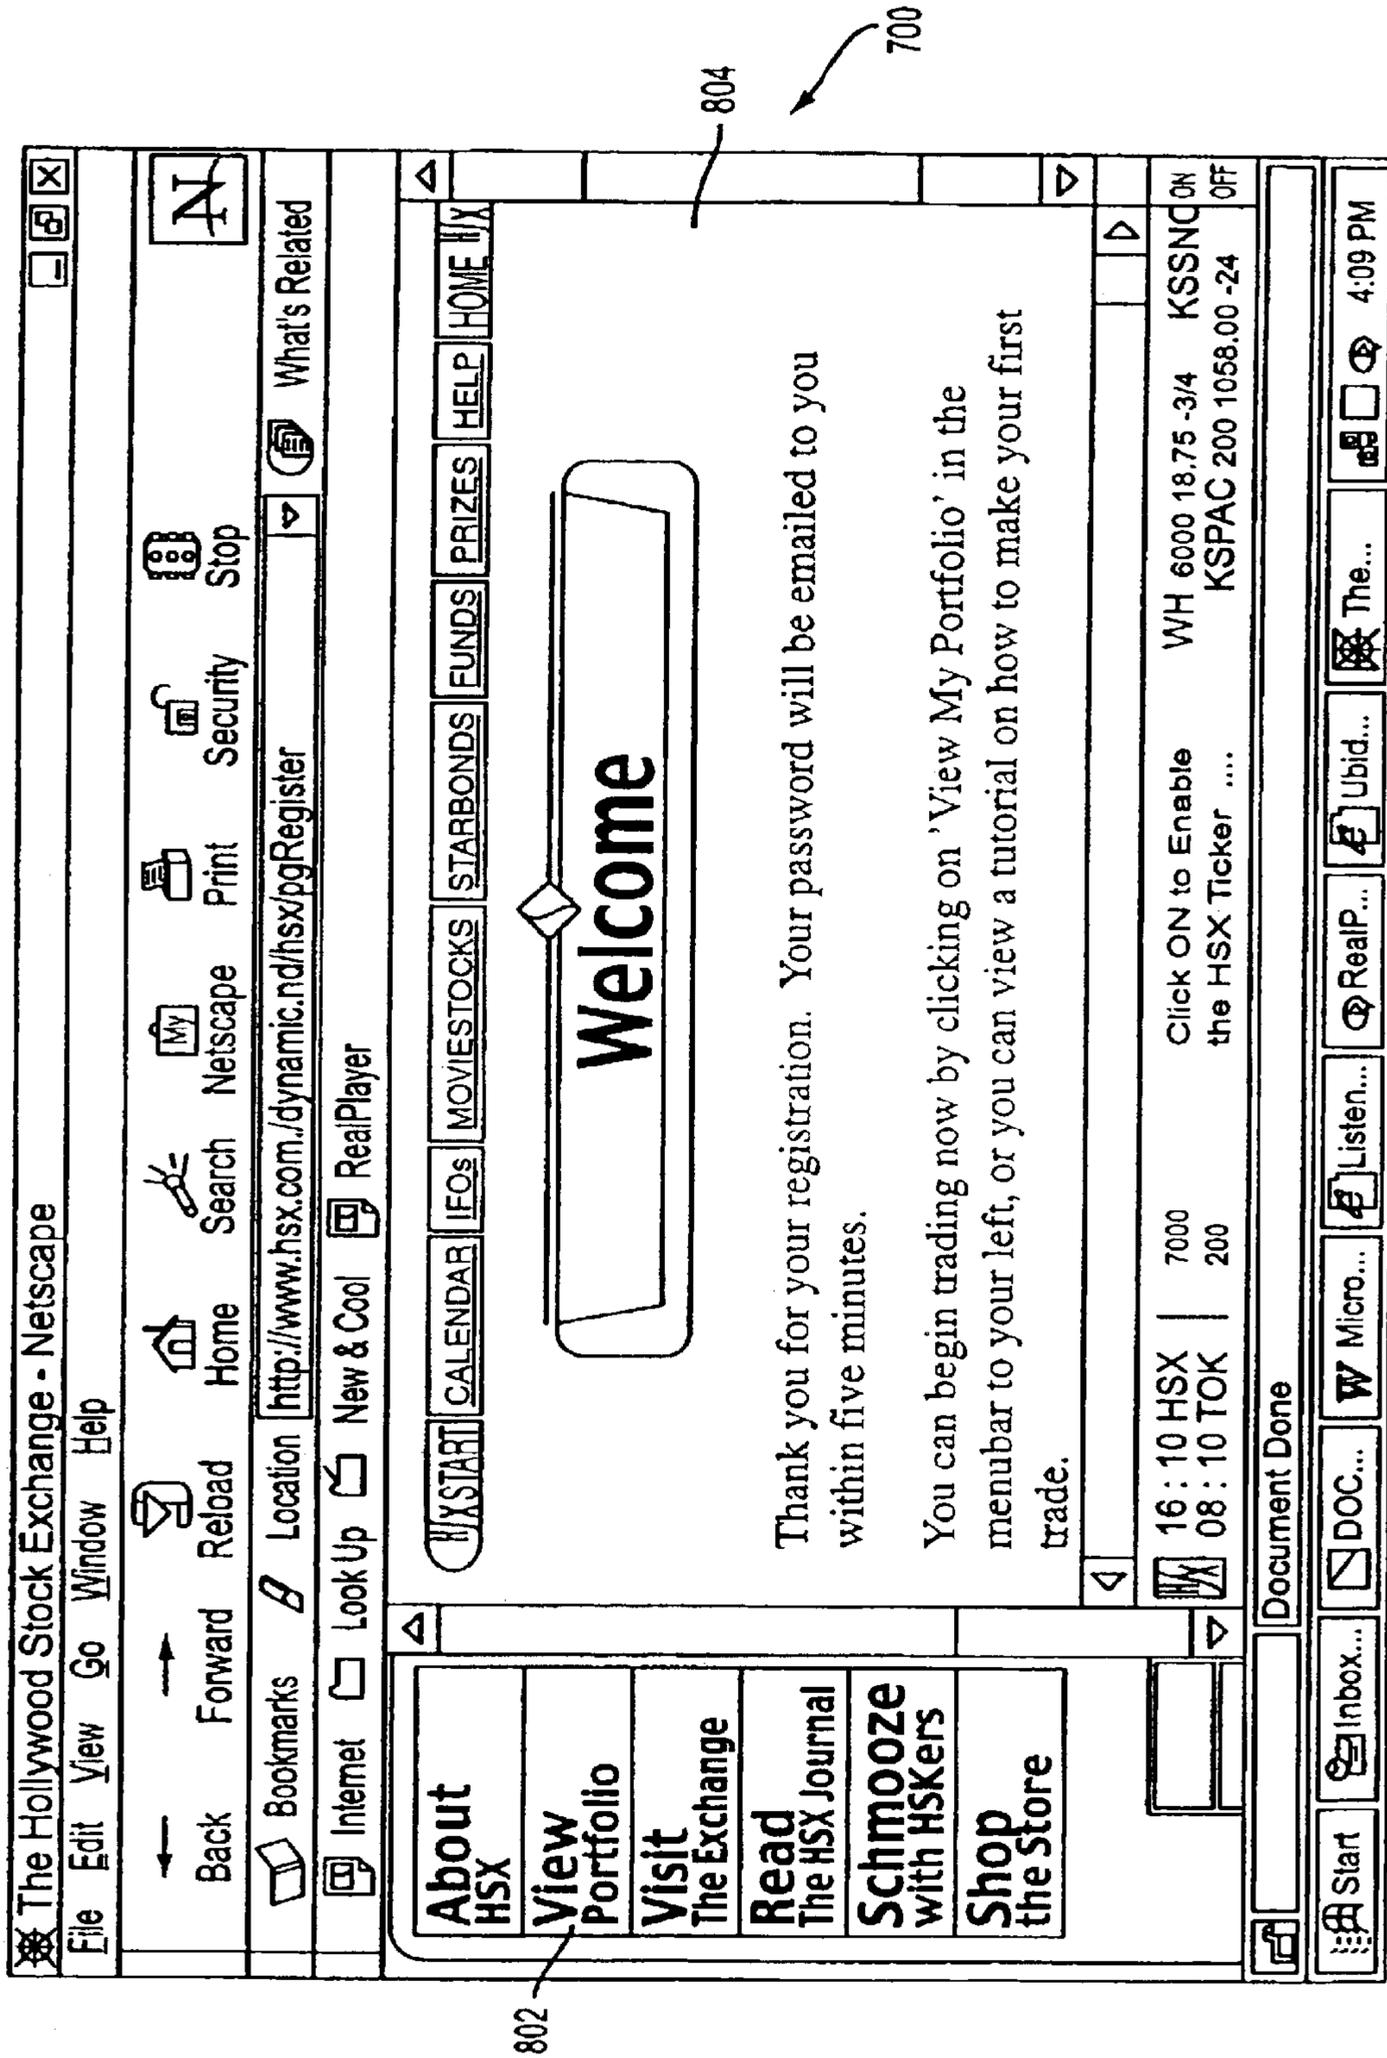 The Hollywood Stock Exchange - Netscape
File Edit View Go Window Help
Back Forward Reload Home Search Netscape Print Security Stop
My
N
Bookmarks Location http://www.hsx.com./dynamic.nd/hsx/pgRegister What's Related
Internet Look Up New & Cool RealPlayer
H/X START CALENDAR IFOs MOVIESTOCKS STARBONDS FUNDS PRIZES HELP HOME H/X
About
HSX
View
Portfolio
Visit
The Exchange
Read
The HSX Journal
Schmooze
with HSKers
Shop
the Store
Welcome
Thank you for your registration. Your password will be emailed to you
within five minutes.
You can begin trading now by clicking on 'View My Portfolio' in the
menubar to your left, or you can view a tutorial on how to make your first
trade.
H/X 16:10 HSX | 7000 Click ON to Enable WH 6000 18.75 -3/4 KSSNO ON
08:10 TOK | 200 the HSX Ticker .... KSPAC 200 1058.00 -24 OFF
Document Done
Start Inbox... DOC... W Micro... Listen... RealP... Ubid... The... 4:09 PM
802
804
700